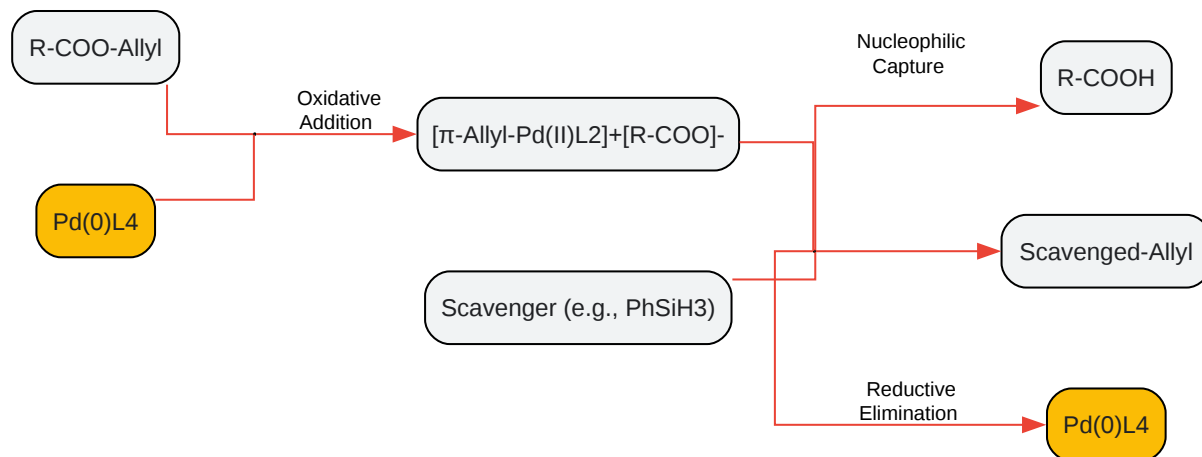 R-COO-Allyl
Pd(0)L4
Oxidative
Addition
[π-Allyl-Pd(II)L2]+[R-COO]-
Scavenger (e.g., PhSiH3)
Nucleophilic
Capture
R-COOH
Scavenged-Allyl
Reductive
Elimination
Pd(0)L4